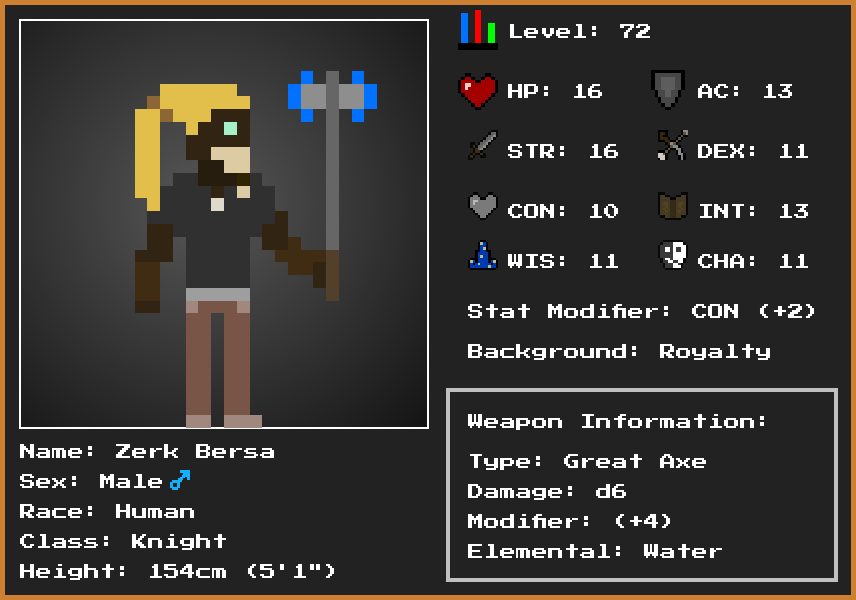 Level: 72
HP: 16 AC: 13
STR: 16 DEX: 11
CON: 10 INT: 13
WIS: 11 CHA: 11
Stat Modifier: CON (+2)
Background: Royalty
Weapon Information:
Type: Great Axe
Damage: d6
Modifier: (+4)
Elemental: Water
Name: Zerk Bersa
Sex: Male♂
Race: Human
Class: Knight
Height: 154cm (5'1")